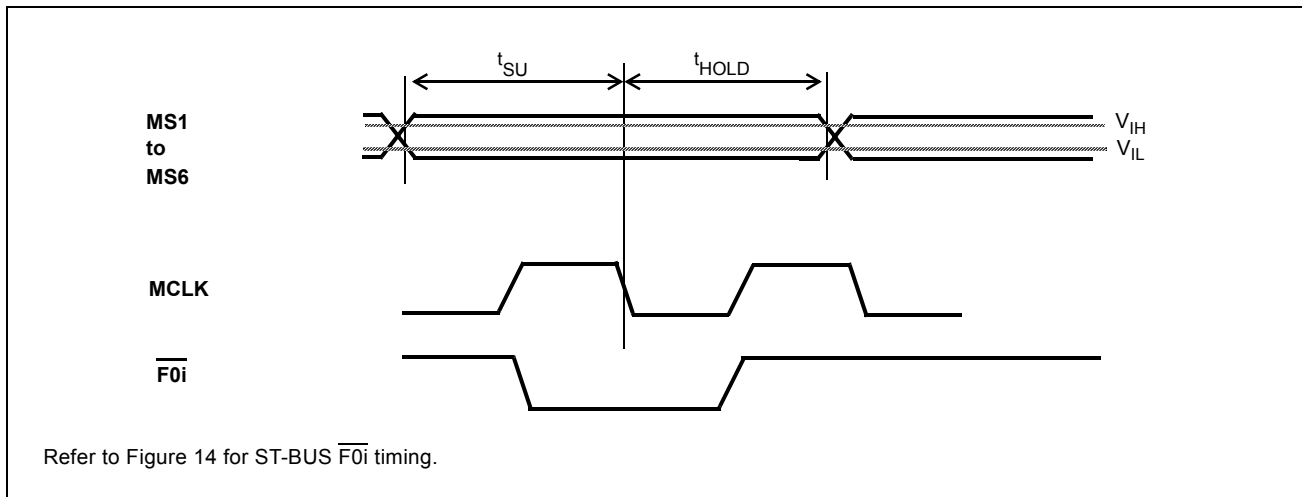 tSU
tHOLD
MS1
to
MS6
VIH
VIL
MCLK
F0i
Refer to Figure 14 for ST-BUS F0i timing.